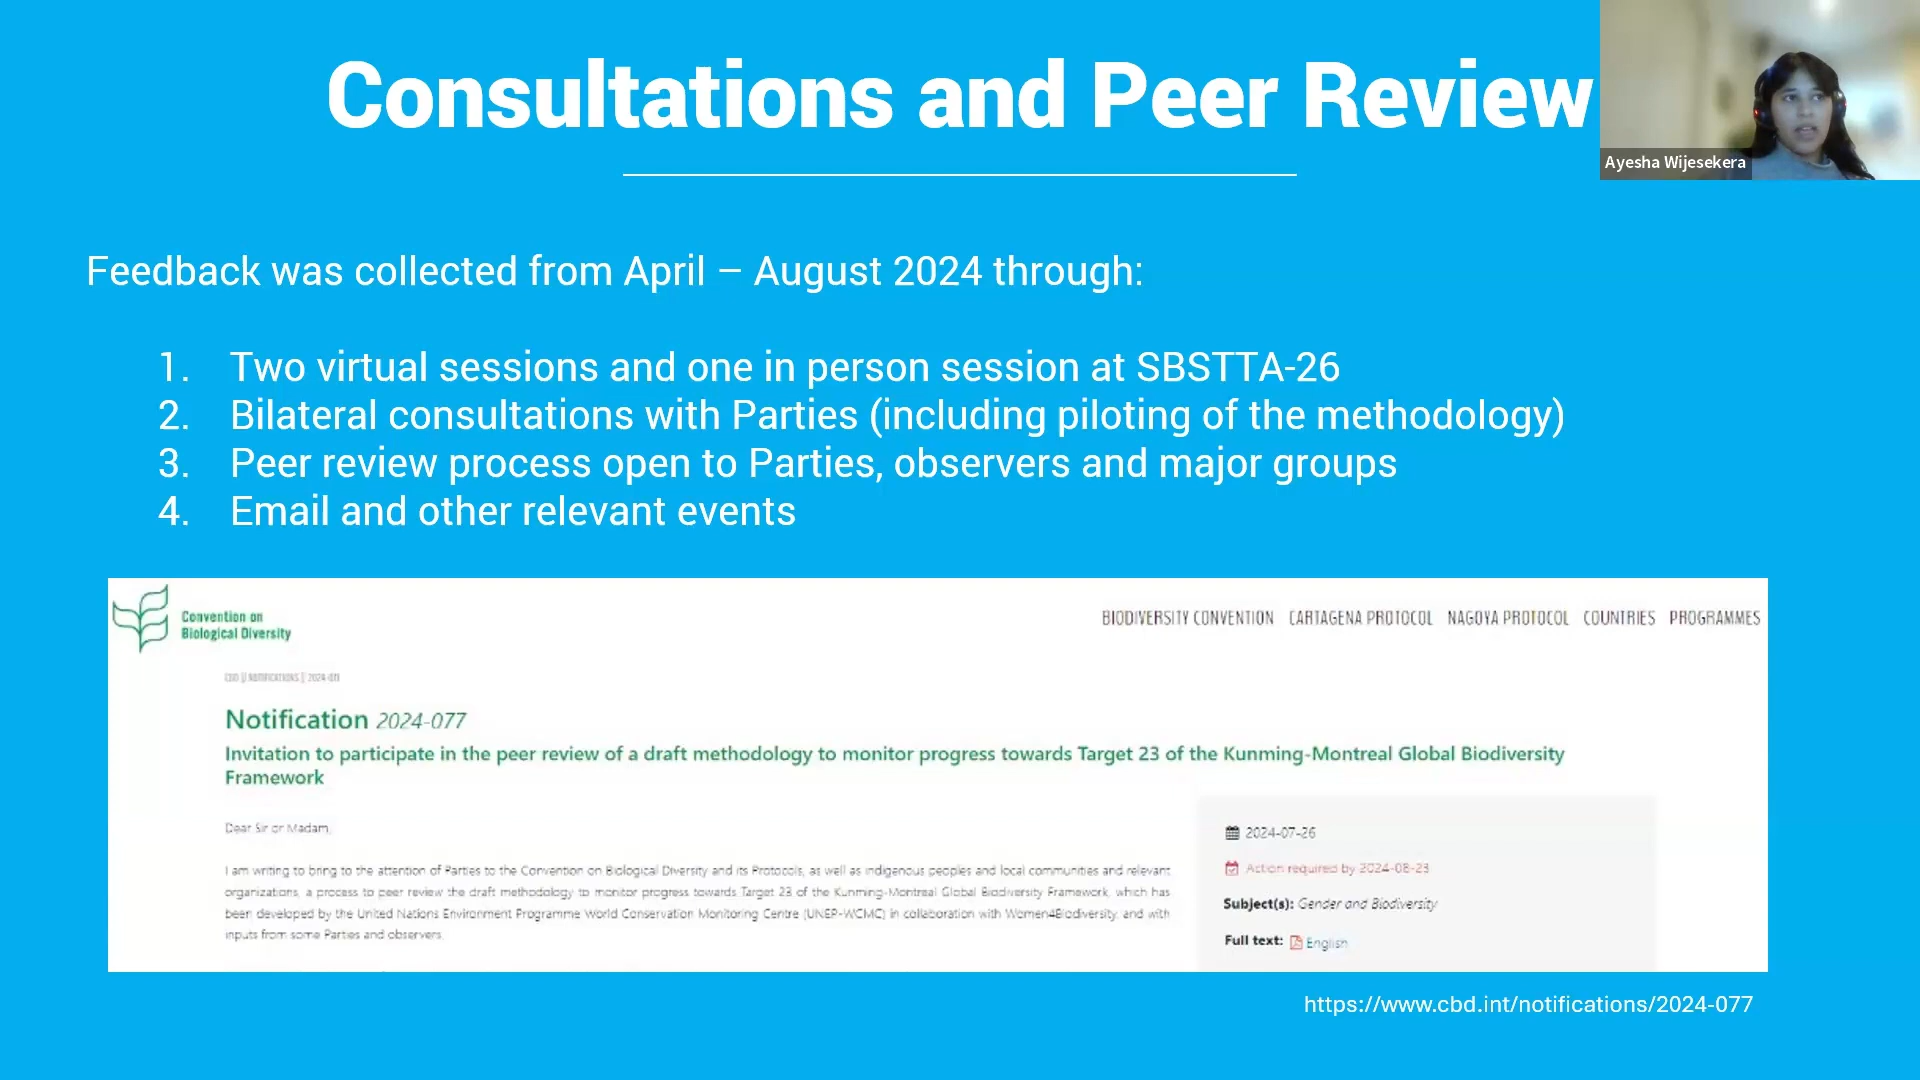 Consultations and Peer Review
Ayesha Wijesekera
Feedback was collected from April – August 2024 through:
1. Two virtual sessions and one in person session at SBSTTA-26
2. Bilateral consultations with Parties (including piloting of the methodology)
3. Peer review process open to Parties, observers and major groups
4. Email and other relevant events
Convention on
Biological Diversity
BIODIVERSITY CONVENTION CARTAGENA PROTOCOL NAGOYA PROTOCOL COUNTRIES PROGRAMMES
CBD || NOTIFICATIONS || 2024-077
Notification 2024-077
Invitation to participate in the peer review of a draft methodology to monitor progress towards Target 23 of the Kunming-Montreal Global Biodiversity
Framework
Dear Sir or Madam,
I am writing to bring to the attention of Parties to the Convention on Biological Diversity and its Protocols, as well as indigenous peoples and local communities and relevant
organizations, a process to peer review the draft methodology to monitor progress towards Target 23 of the Kunming-Montreal Global Biodiversity Framework, which has
been developed by the United Nations Environment Programme World Conservation Monitoring Centre (UNEP-WCMC) in collaboration with Women4Biodiversity, and with
inputs from some Parties and observers.
2024-07-26
Action required by 2024-08-23
Subject(s): Gender and Biodiversity
Full text: English
https://www.cbd.int/notifications/2024-077